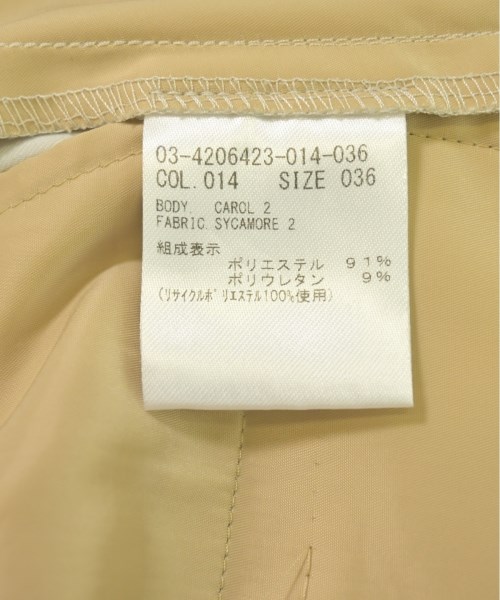 03-4206423-014-036
COL.014 SIZE 036
BODY. CAROL 2
FABRIC.SYCAMORE 2
組成表示
ポリエステル 91%
ポリウレタン 9%
(リサイクルポリエステル100%使用)